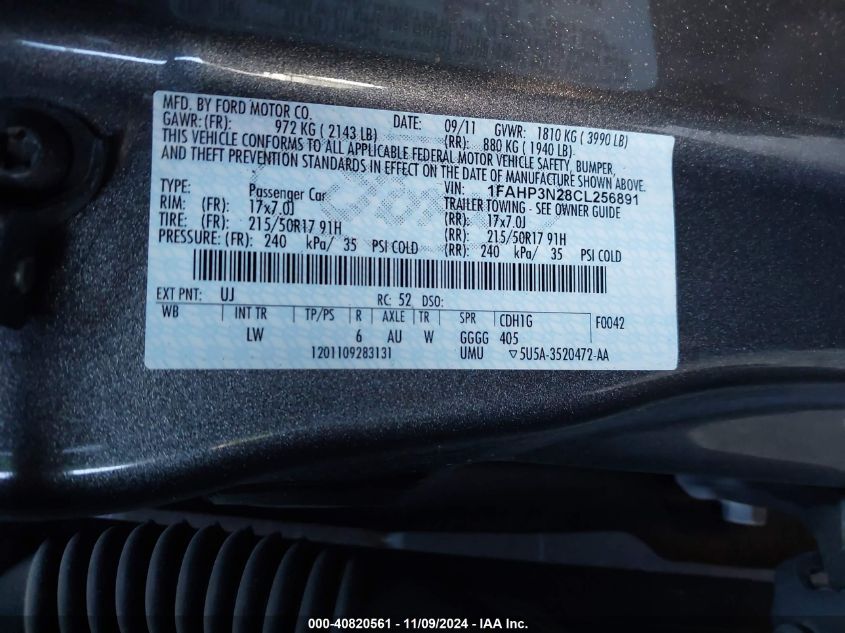 MFD. BY FORD MOTOR CO. DATE: 09/11 GVWR: 1810 KG ( 3990 LB)
GAWR:(FR): 972 KG ( 2143 LB) (RR): 880 KG ( 1940 LB)
THIS VEHICLE CONFORMS TO ALL APPLICABLE FEDERAL MOTOR VEHICLE SAFETY, BUMPER,
AND THEFT PREVENTION STANDARDS IN EFFECT ON THE DATE OF MANUFACTURE SHOWN ABOVE.
VIN: 1FAHP3N28CL256891
TYPE: Passenger Car TRAILER TOWING - SEE OWNER GUIDE
RIM: (FR): 17x7.0J (RR): 17x7.0J
TIRE: (FR): 215/50R17 91H (RR): 215/50R17 91H
PRESSURE: (FR): 240 kPa/ 35 PSI COLD (RR): 240 kPa/ 35 PSI COLD
EXT PNT: UJ RC: 52 DSO:
WB INT TR TP/PS R AXLE TR SPR CDH1G F0042
LW 6 AU W GGGG 405
1201109283131 UMU ▽5U5A-3520472-AA
000-40820561 - 11/09/2024 - IAA Inc.